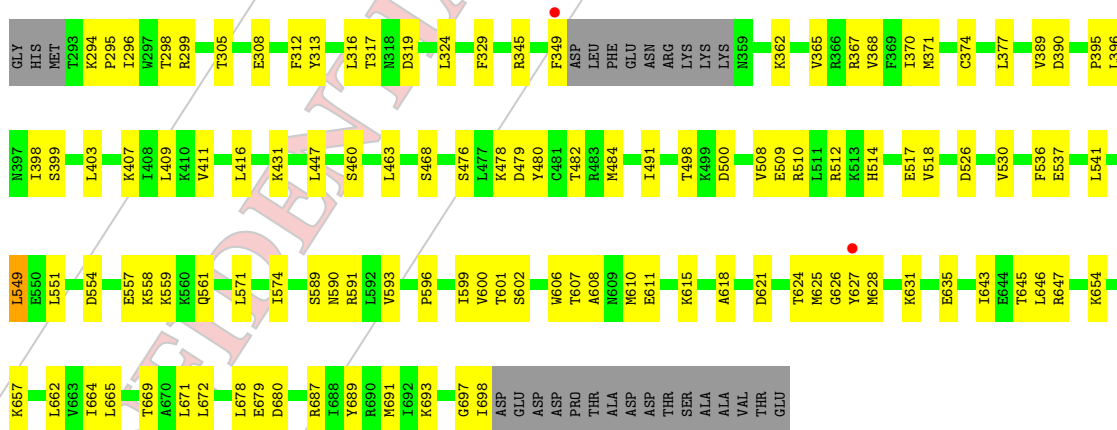 GLY HIS MET T293 K294 P295 I296 W297 T298 R299 T305 E308 F312 Y313 L316 T317 N318 D319 L324 F329 R345 F349 ASP LEU PHE GLU ASN ARG LYS LYS LYS N359 K362 V365 R366 R367 V368 F369 I370 M371 C374 L377 V389 D390 P395 L396
N397 I398 S399 L403 K407 I408 L409 K410 V411 L416 K431 L447 S460 L463 S468 S476 L477 K478 D479 Y480 C481 T482 R483 M484 I491 T498 K499 D500 V508 E509 R510 L511 R512 K513 H514 E517 V518 D526 V530 F536 E537 L541
L549 E550 L551 D554 E557 K558 K559 K560 Q561 L571 I574 S589 N590 R591 L592 V593 P596 I599 V600 T601 S602 W606 T607 A608 N609 M610 E611 K615 A618 D621 T624 M625 G626 Y627 M628 K631 E635 I643 E644 T645 L646 R647 K654
K657 L662 V663 I664 L665 T669 A670 L671 L672 L678 E679 D680 R687 I688 Y689 R690 M691 I692 K693 G697 I698 ASP GLU ASP ASP PRO THR ALA ASP ASP THR SER ALA ALA VAL THR GLU